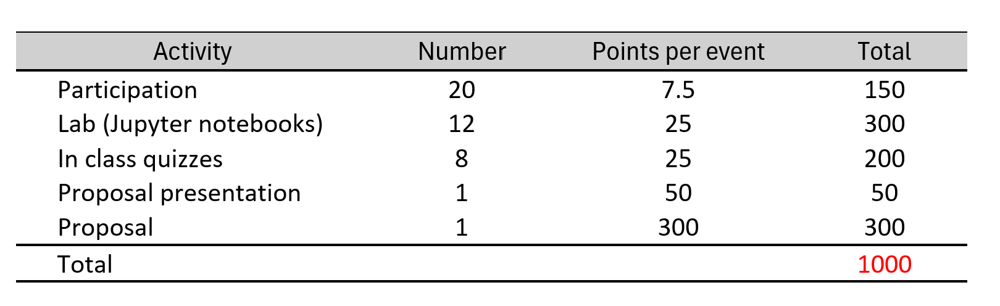 Activity Number Points per event Total
Participation 20 7.5 150
Lab (Jupyter notebooks) 12 25 300
In class quizzes 8 25 200
Proposal presentation 1 50 50
Proposal 1 300 300
Total 1000